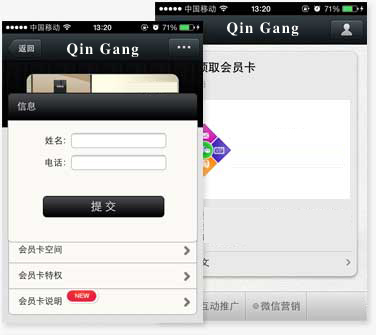 中国移动 13:20 71%
返回 Qin Gang
信息
姓名:
电话:
提 交
会员卡空间
会员卡特权
会员卡说明 NEW
中国移动 13:20 71%
Qin Gang
取会员卡
文
互动推广 微信营销